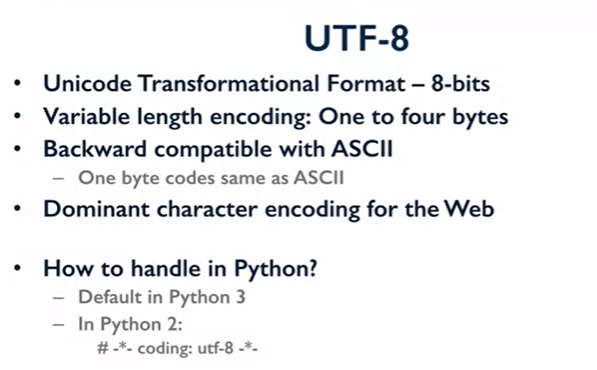 UTF-8
• Unicode Transformational Format – 8-bits
• Variable length encoding: One to four bytes
• Backward compatible with ASCII
– One byte codes same as ASCII
• Dominant character encoding for the Web
• How to handle in Python?
– Default in Python 3
– In Python 2:
# -*- coding: utf-8 -*-